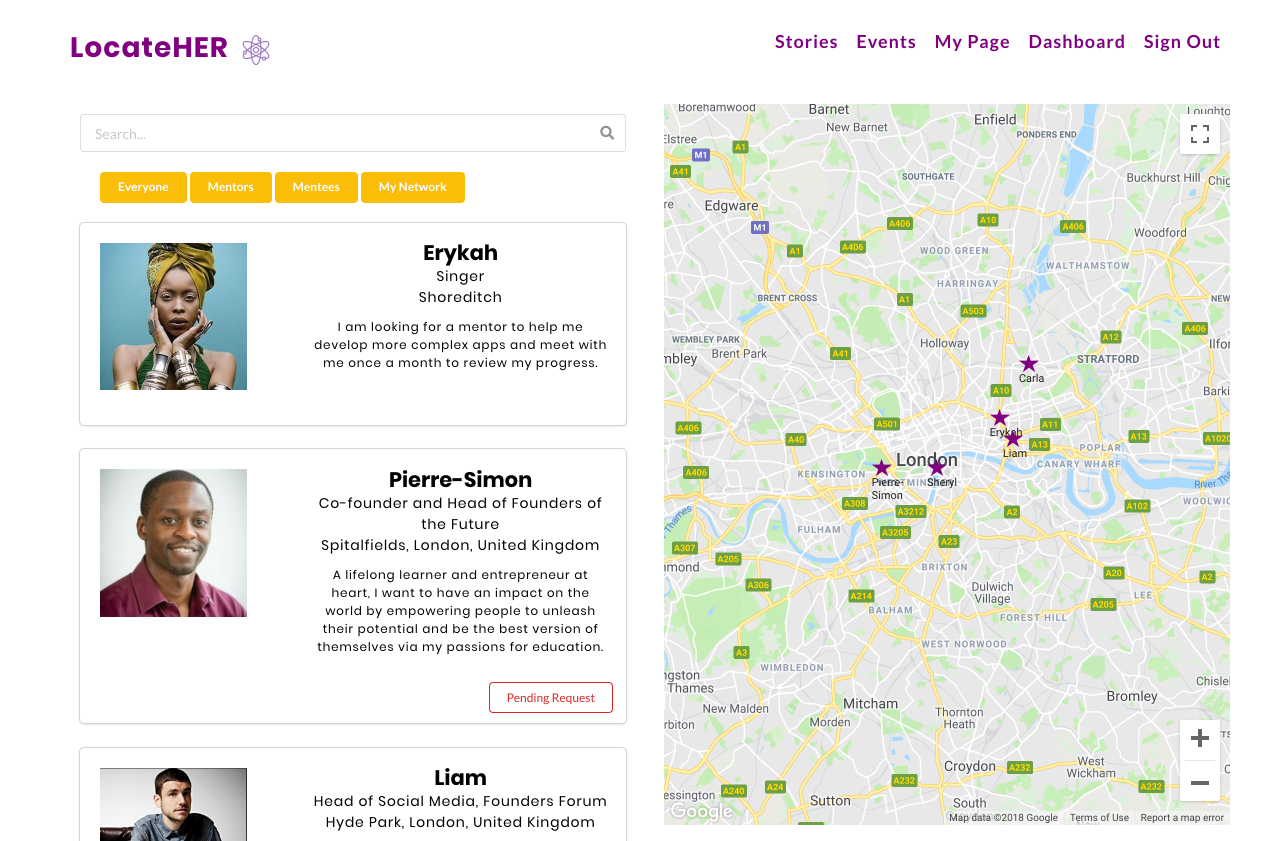 LocateHER
Stories Events My Page Dashboard Sign Out
Search...
Everyone Mentors Mentees My Network
Erykah
Singer
Shoreditch
I am looking for a mentor to help me
develop more complex apps and meet with
me once a month to review my progress.
Pierre-Simon
Co-founder and Head of Founders of
the Future
Spitalfields, London, United Kingdom
A lifelong learner and entrepreneur at
heart, I want to have an impact on the
world by empowering people to unleash
their potential and be the best version of
themselves via my passions for education.
Pending Request
Liam
Head of Social Media, Founders Forum
Hyde Park, London, United Kingdom
Borehamwood
Barnet
New Barnet
Enfield
Loughto
PONDERS END
Elstree
A1
M1
A41
SOUTHGATE
Buckhurst Hill
Chig
Edgware
A406
A10
A406
M1
A1
A406
WOOD GREEN
Woodford
WALTHAMSTOW
HARRINGAY
BRENT CROSS
A1
A503
NEW
A406
WEMBLEY PARK
mbley
Brent Park
A41
Holloway
A12
STRATFORD
Ilfor
Carla
A10
Barki
A406
A40
A501
Erykah
A11
Liam
A13
A13
A1020
POPLAR
London
CANARY WHARF
A406
KENSINGTON
Pierre-
Simon
Sheryl
River Th
WOOLWIC
A308
A3212
A2
A102
Thames
FULHAM
A3205
A23
A307
A205
BRIXTON
mond
A306
A214
Dulwich
Village
A20
A2
LEE
A205
BALHAM
FOREST HILL
A3
WEST NORWOOD
WIMBLEDON
ngston
Thames
Chisle
Bromley
New Malden
Mitcham
rbiton
Morden
Thornton
Heath
Croydon
A232
West
Wickham
A232
A240
A24
A232
essington
Sutton
South
Google
Map data ©2018 Google Terms of Use Report a map error